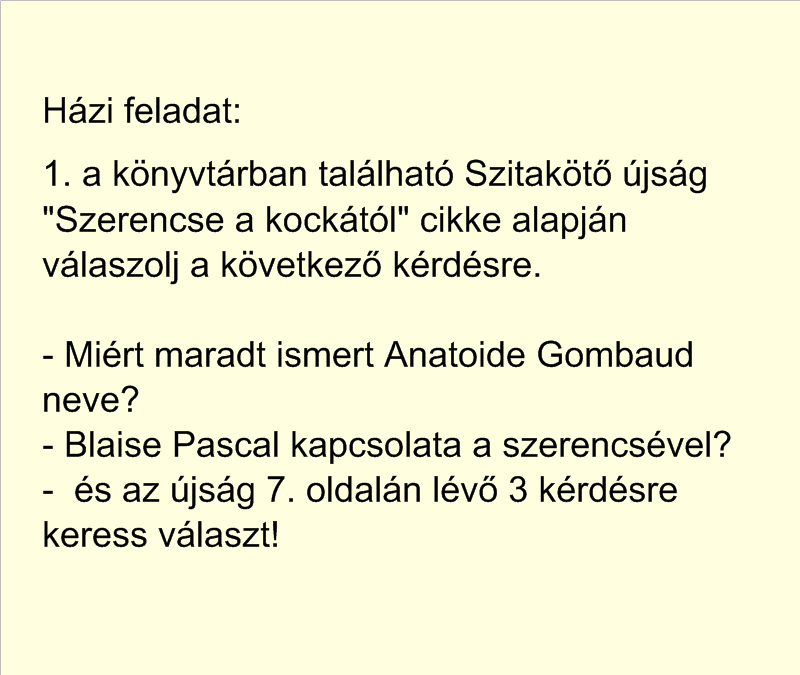 Házi feladat:
1. a könyvtárban található Szitakötő újság
"Szerencse a kockától" cikke alapján
válaszolj a következő kérdésre.
- Miért maradt ismert Anatoide Gombaud
neve?
- Blaise Pascal kapcsolata a szerencsével?
-  és az újság 7. oldalán lévő 3 kérdésre
keress választ!